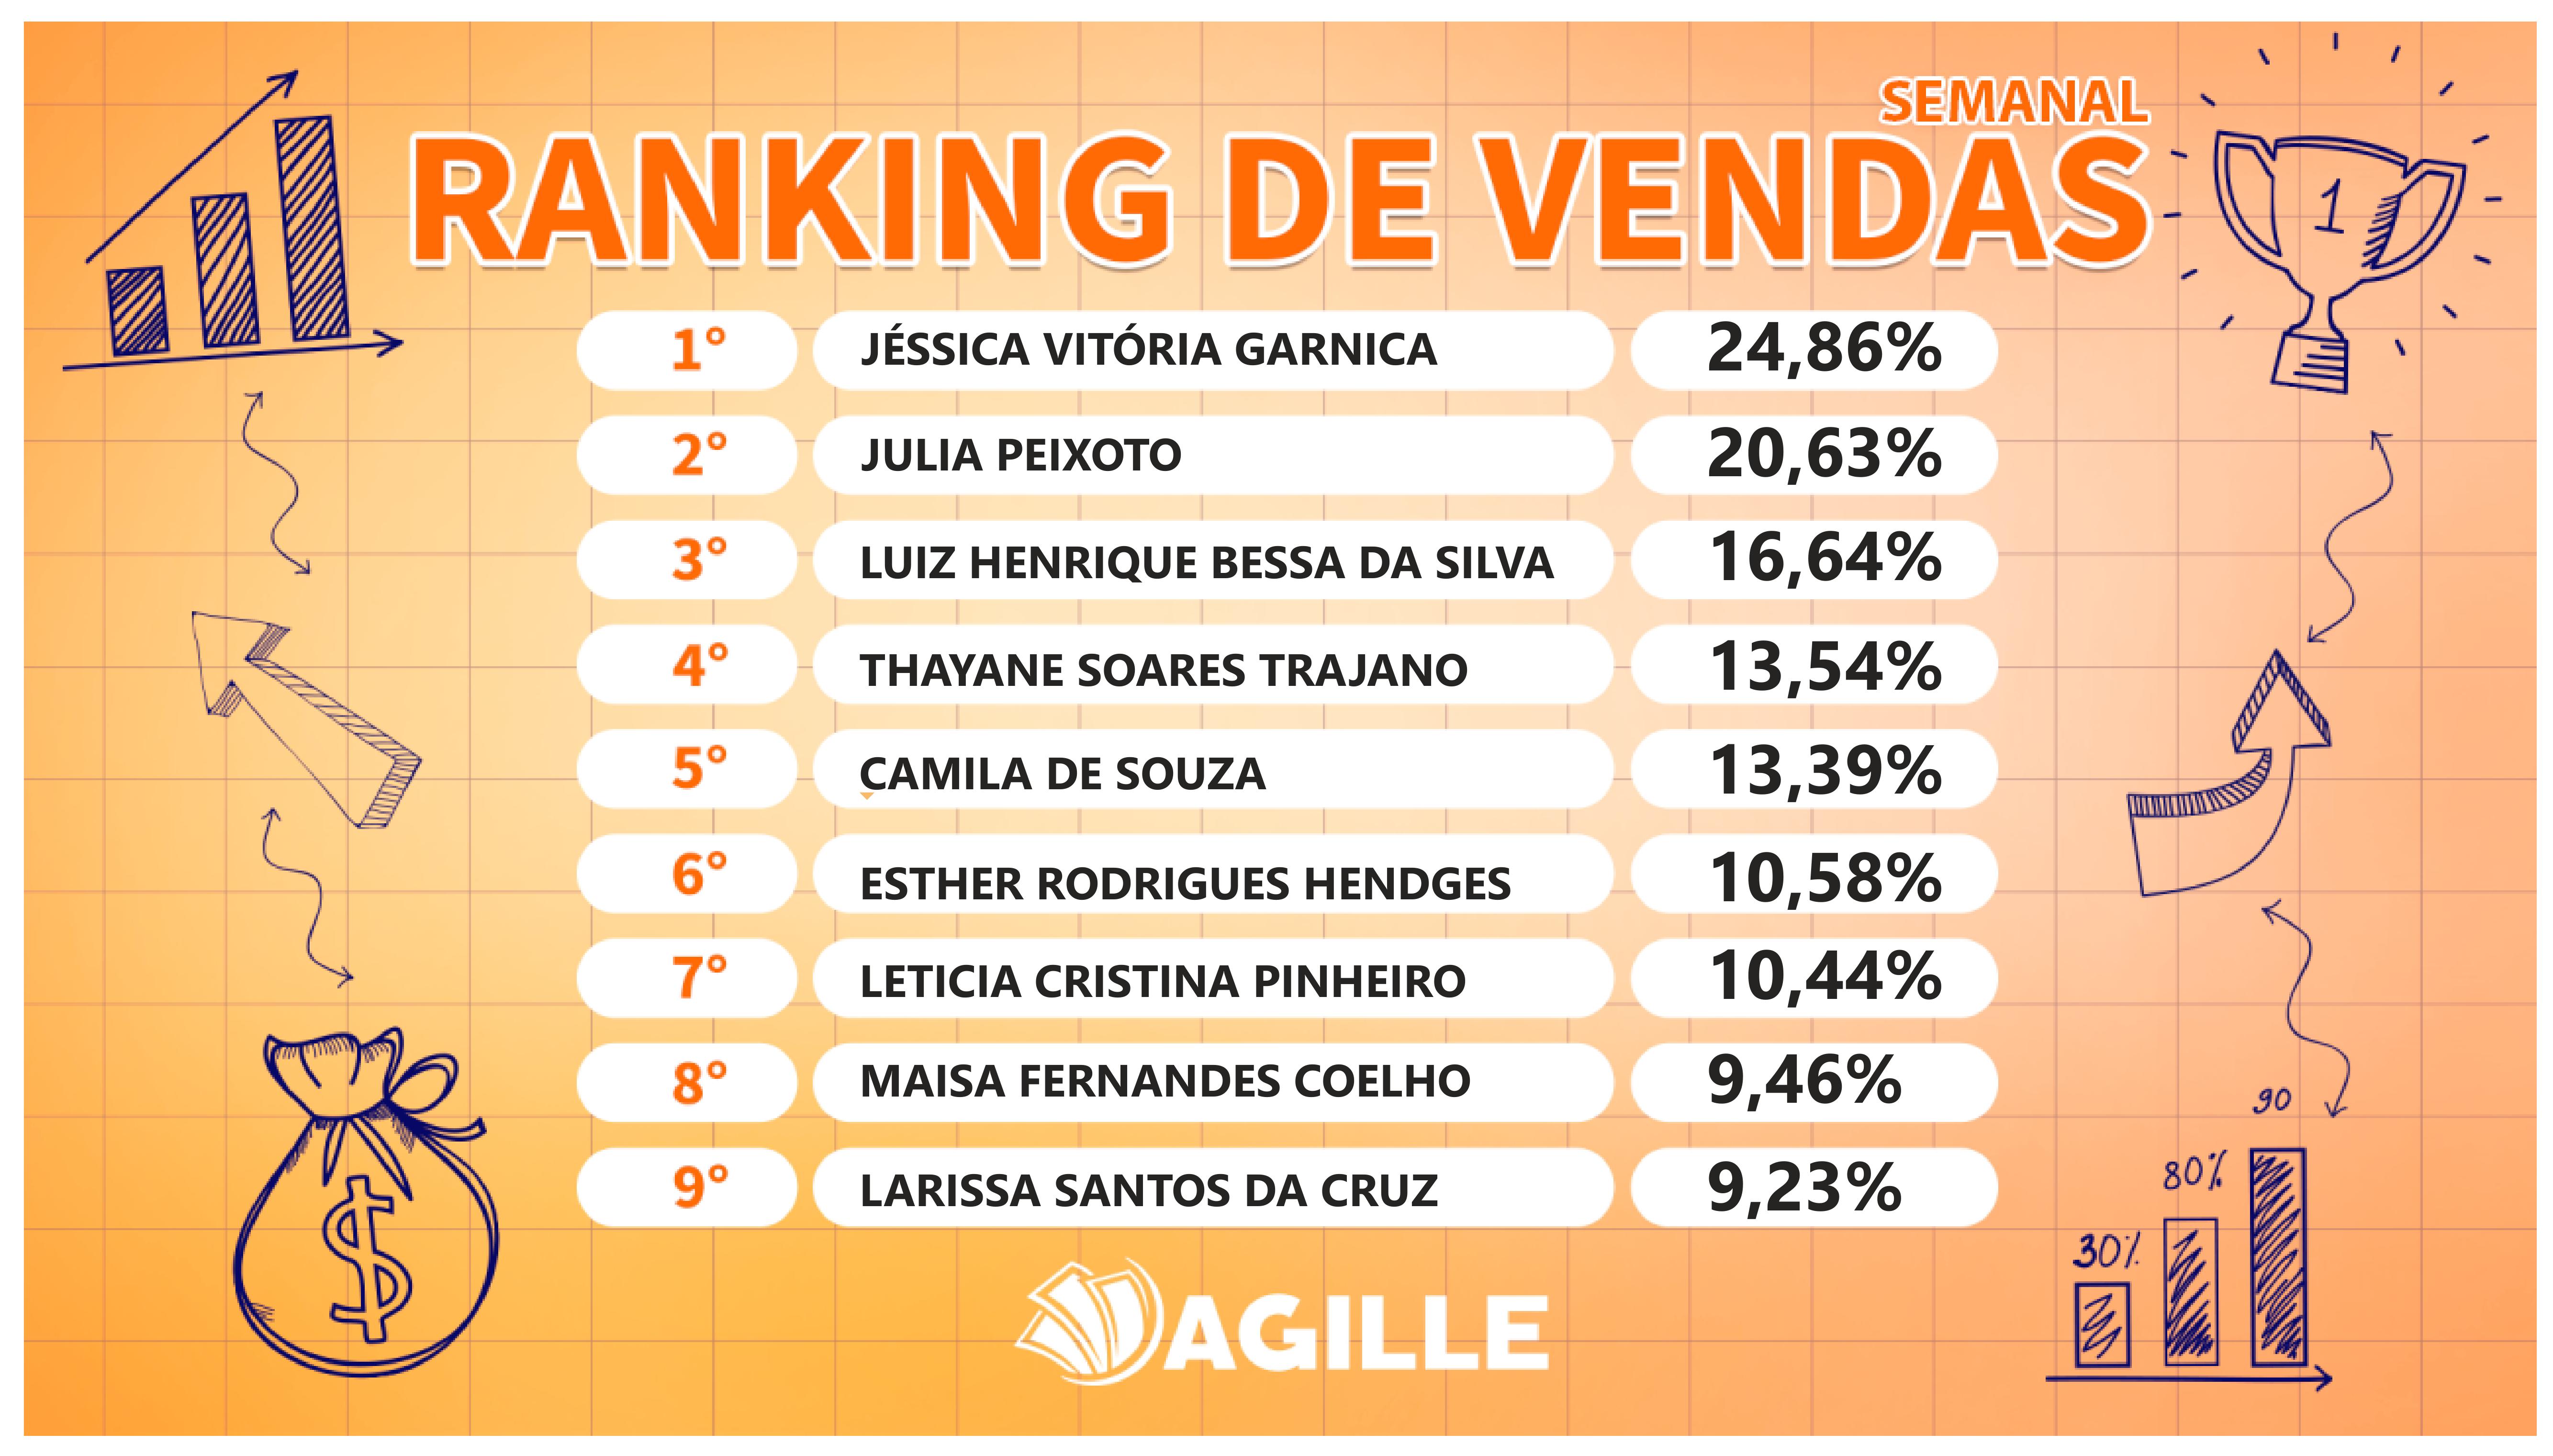 SEMANAL
RANKING DE VENDAS
1
1° JÉSSICA VITÓRIA GARNICA 24,86%
2° JULIA PEIXOTO 20,63%
3° LUIZ HENRIQUE BESSA DA SILVA 16,64%
4° THAYANE SOARES TRAJANO 13,54%
5° CAMILA DE SOUZA 13,39%
6° ESTHER RODRIGUES HENDGES 10,58%
7° LETICIA CRISTINA PINHEIRO 10,44%
8° MAISA FERNANDES COELHO 9,46%
9° LARISSA SANTOS DA CRUZ 9,23%
90
80%
30%
$
AGILLE